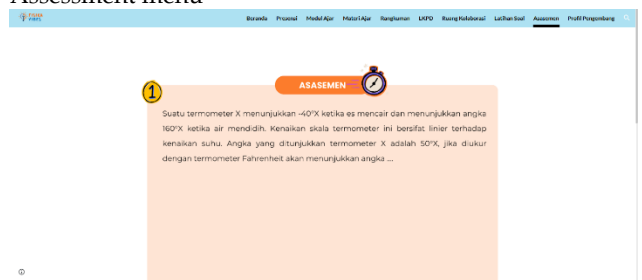 Assessment menu
Beranda Presensi Modul Ajar Materi Ajar Rangkuman LKPD Ruang Kolaborasi Latihan Soal Asesmen Profil Pengembang
ASASEMEN
1
Suatu termometer X menunjukkan -40°X ketika es mencair dan menunjukkan angka
160°X ketika air mendidih. Kenaikan skala termometer ini bersifat linier terhadap
kenaikan suhu. Angka yang ditunjukkan termometer X adalah 50°X, jika diukur
dengan termometer Fahrenheit akan menunjukkan angka ....